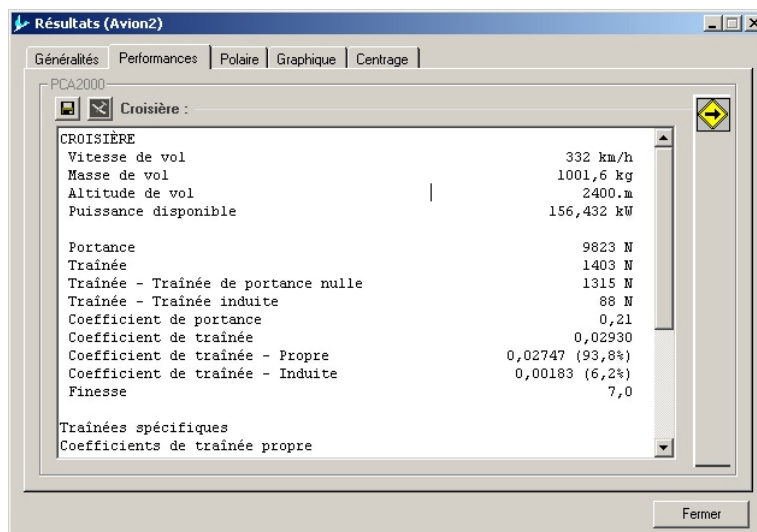 Résultats (Avion2)
Généralités Performances Polaire Graphique Centrage
PCA2000
Croisière :
CROISIÈRE
Vitesse de vol 332 km/h
Masse de vol 1001,6 kg
Altitude de vol 2400.m
Puissance disponible 156,432 kW
Portance 9823 N
Traînée 1403 N
Traînée - Traînée de portance nulle 1315 N
Traînée - Traînée induite 88 N
Coefficient de portance 0,21
Coefficient de traînée 0,02930
Coefficient de traînée - Propre 0,02747 (93,8%)
Coefficient de traînée - Induite 0,00183 (6,2%)
Finesse 7,0
Traînées spécifiques
Coefficients de traînée propre
Fermer